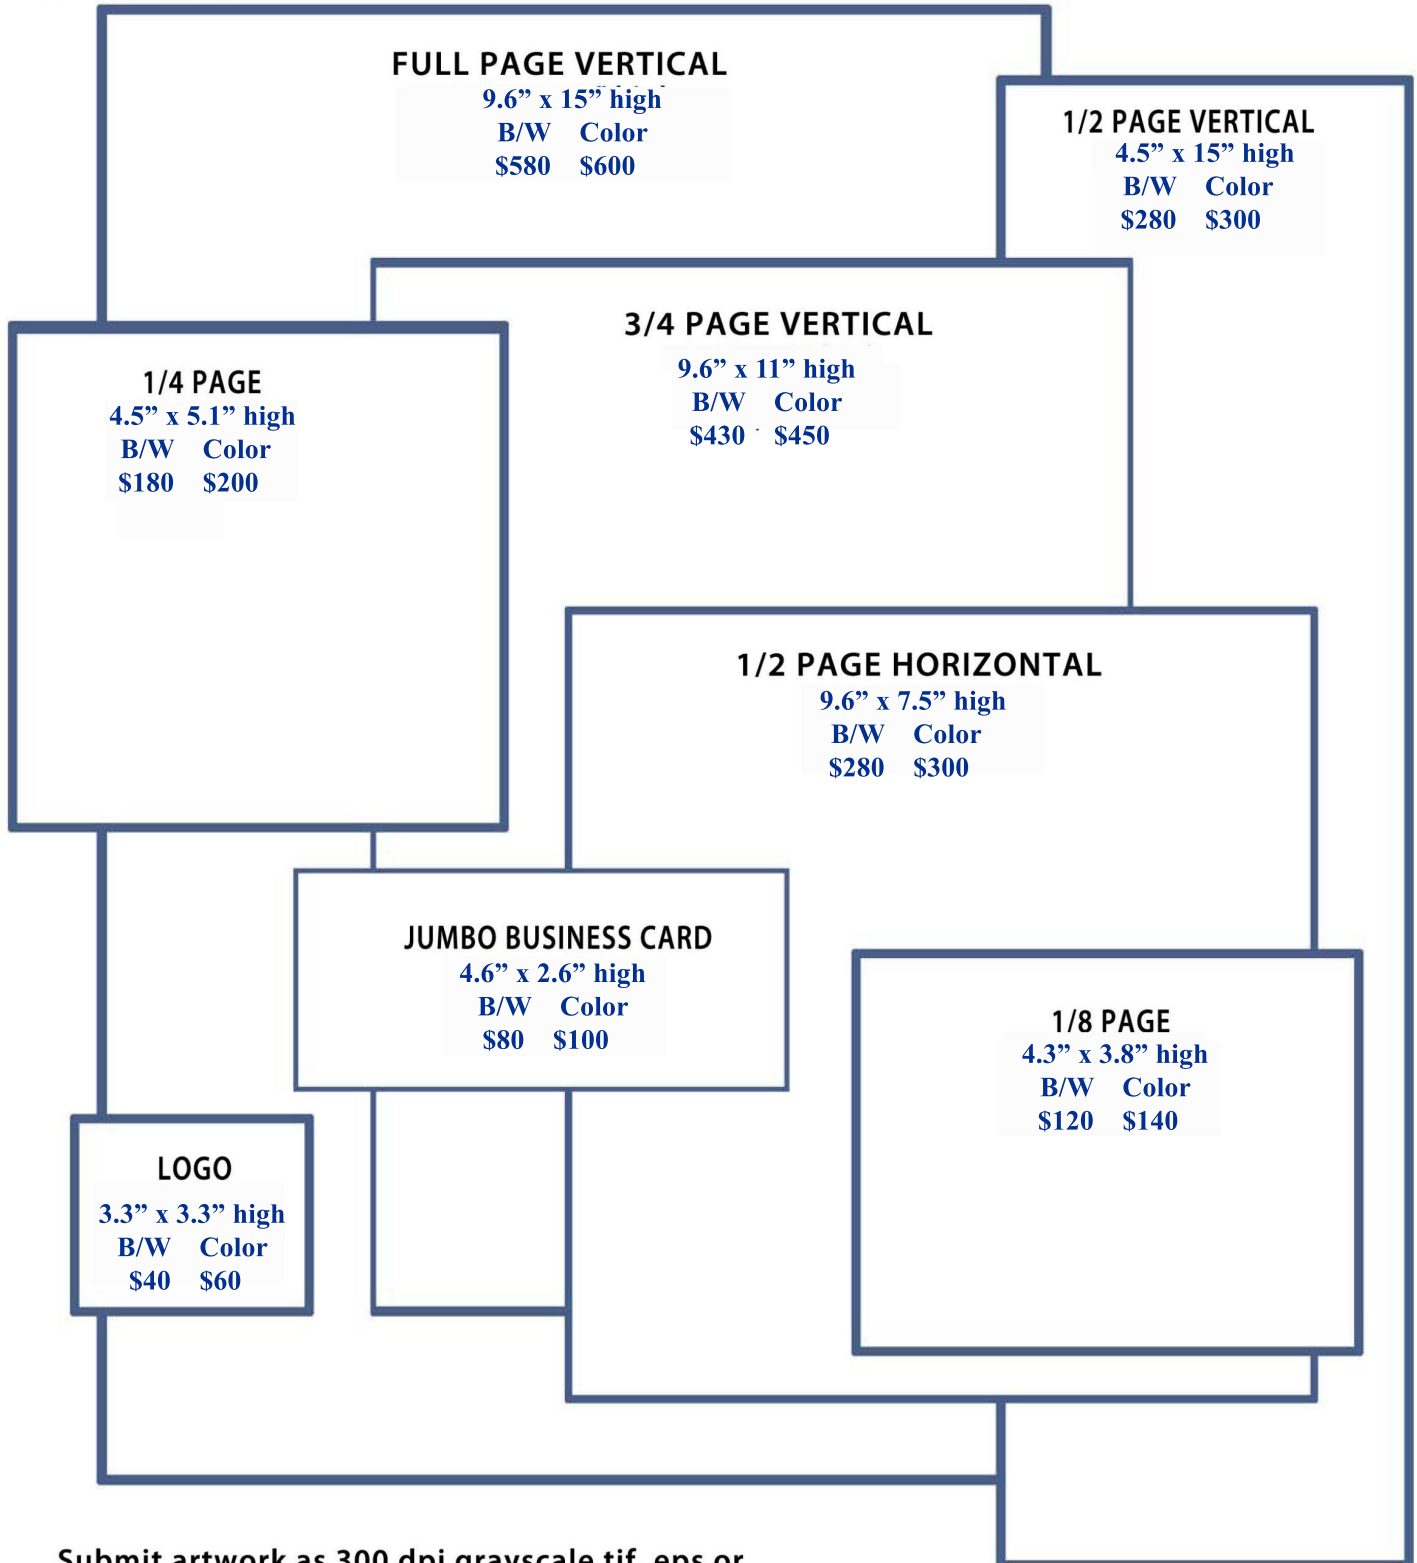 FULL PAGE VERTICAL
9.6” x 15” high
B/W Color
$580 $600
1/2 PAGE VERTICAL
4.5” x 15” high
B/W Color
$280 $300
3/4 PAGE VERTICAL
9.6” x 11” high
B/W Color
$430 $450
1/4 PAGE
4.5” x 5.1” high
B/W Color
$180 $200
1/2 PAGE HORIZONTAL
9.6” x 7.5” high
B/W Color
$280 $300
JUMBO BUSINESS CARD
4.6” x 2.6” high
B/W Color
$80 $100
1/8 PAGE
4.3” x 3.8” high
B/W Color
$120 $140
LOGO
3.3” x 3.3” high
B/W Color
$40 $60
Submit artwork as 300 dpi grayscale tif, eps or